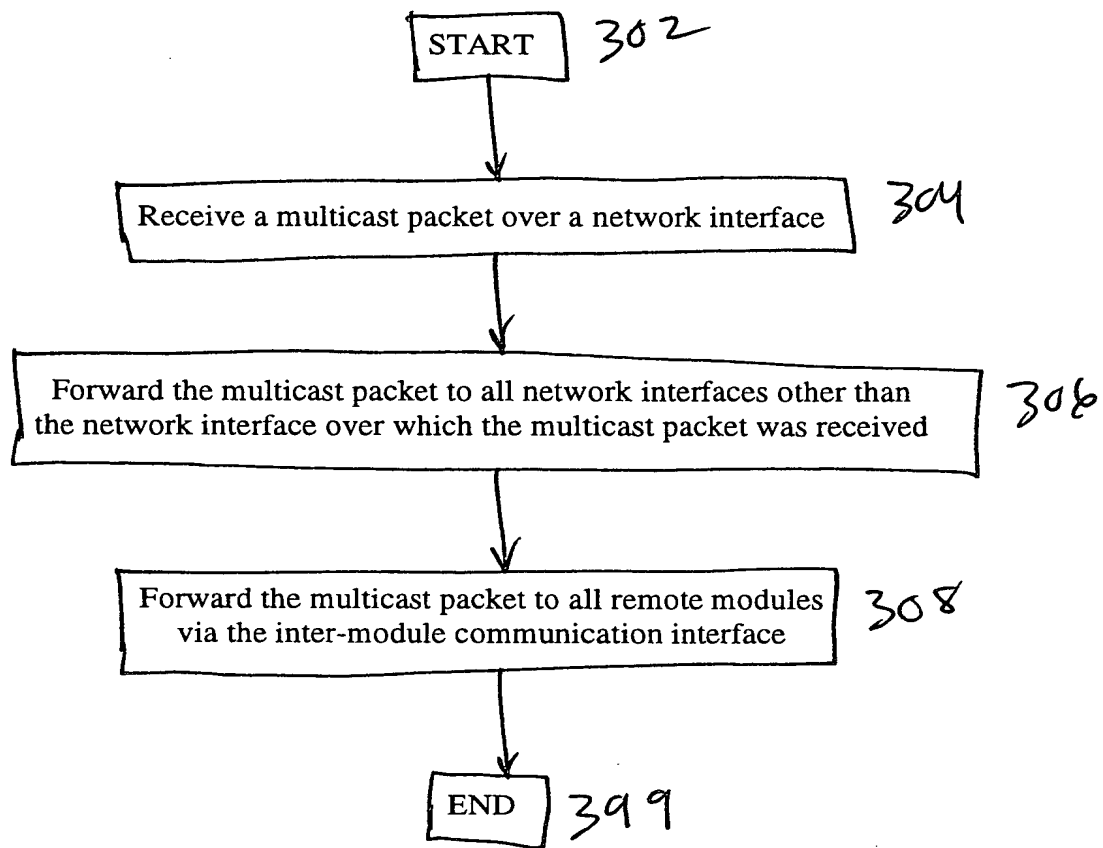 START 302
Receive a multicast packet over a network interface 304
Forward the multicast packet to all network interfaces other than
the network interface over which the multicast packet was received 306
Forward the multicast packet to all remote modules
via the inter-module communication interface 308
END 399